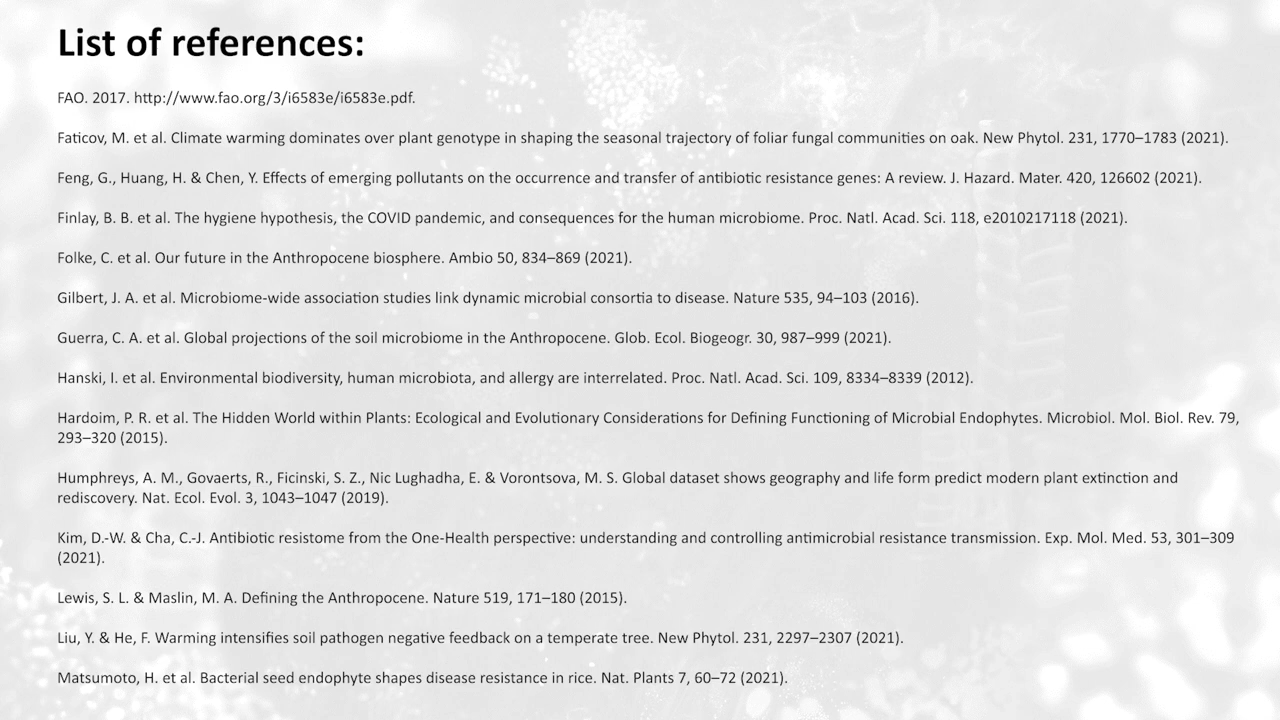 List of references:
FAO. 2017. http://www.fao.org/3/i6583e/i6583e.pdf.
Faticov, M. et al. Climate warming dominates over plant genotype in shaping the seasonal trajectory of foliar fungal communities on oak. New Phytol. 231, 1770–1783 (2021).
Feng, G., Huang, H. & Chen, Y. Effects of emerging pollutants on the occurrence and transfer of antibiotic resistance genes: A review. J. Hazard. Mater. 420, 126602 (2021).
Finlay, B. B. et al. The hygiene hypothesis, the COVID pandemic, and consequences for the human microbiome. Proc. Natl. Acad. Sci. 118, e2010217118 (2021).
Folke, C. et al. Our future in the Anthropocene biosphere. Ambio 50, 834–869 (2021).
Gilbert, J. A. et al. Microbiome-wide association studies link dynamic microbial consortia to disease. Nature 535, 94–103 (2016).
Guerra, C. A. et al. Global projections of the soil microbiome in the Anthropocene. Glob. Ecol. Biogeogr. 30, 987–999 (2021).
Hanski, I. et al. Environmental biodiversity, human microbiota, and allergy are interrelated. Proc. Natl. Acad. Sci. 109, 8334–8339 (2012).
Hardoim, P. R. et al. The Hidden World within Plants: Ecological and Evolutionary Considerations for Defining Functioning of Microbial Endophytes. Microbiol. Mol. Biol. Rev. 79,
293–320 (2015).
Humphreys, A. M., Govaerts, R., Ficinski, S. Z., Nic Lughadha, E. & Vorontsova, M. S. Global dataset shows geography and life form predict modern plant extinction and
rediscovery. Nat. Ecol. Evol. 3, 1043–1047 (2019).
Kim, D.-W. & Cha, C.-J. Antibiotic resistome from the One-Health perspective: understanding and controlling antimicrobial resistance transmission. Exp. Mol. Med. 53, 301–309
(2021).
Lewis, S. L. & Maslin, M. A. Defining the Anthropocene. Nature 519, 171–180 (2015).
Liu, Y. & He, F. Warming intensifies soil pathogen negative feedback on a temperate tree. New Phytol. 231, 2297–2307 (2021).
Matsumoto, H. et al. Bacterial seed endophyte shapes disease resistance in rice. Nat. Plants 7, 60–72 (2021).